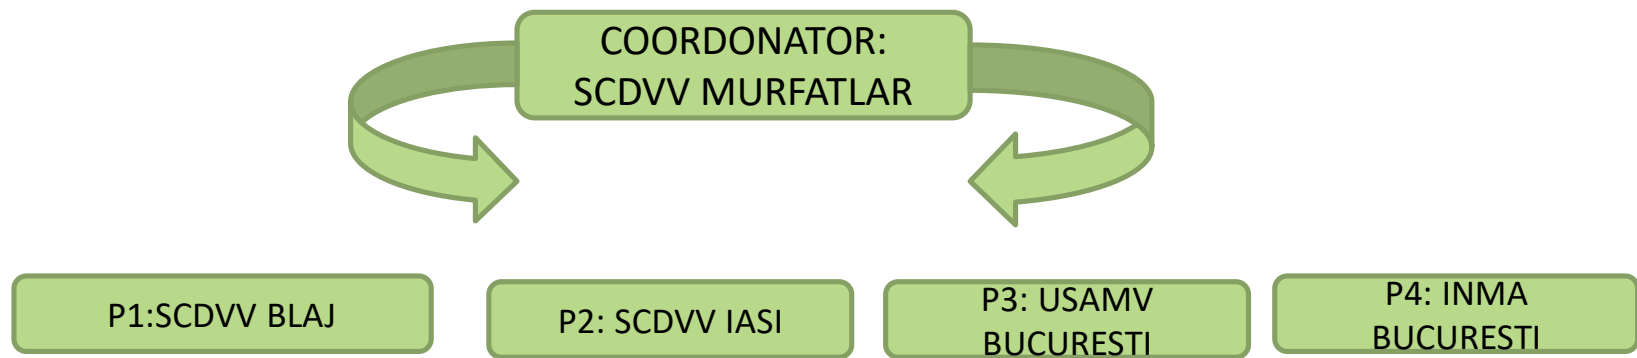 COORDONATOR:
SCDVV MURFATLAR
P1:SCDVV BLAJ
P2: SCDVV IASI
P3: USAMV
BUCURESTI
P4: INMA
BUCURESTI